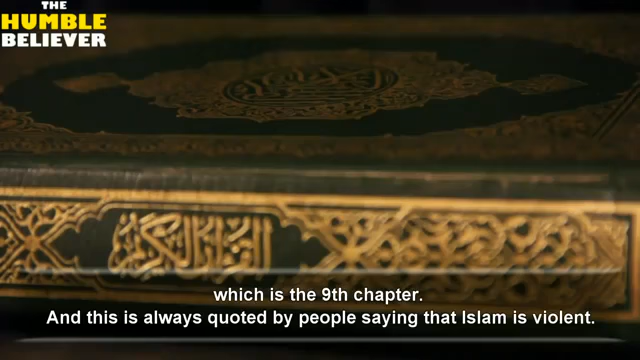 THE
HUMBLE
BELIEVER
القرآن الكريم
which is the 9th chapter.
And this is always quoted by people saying that Islam is violent.